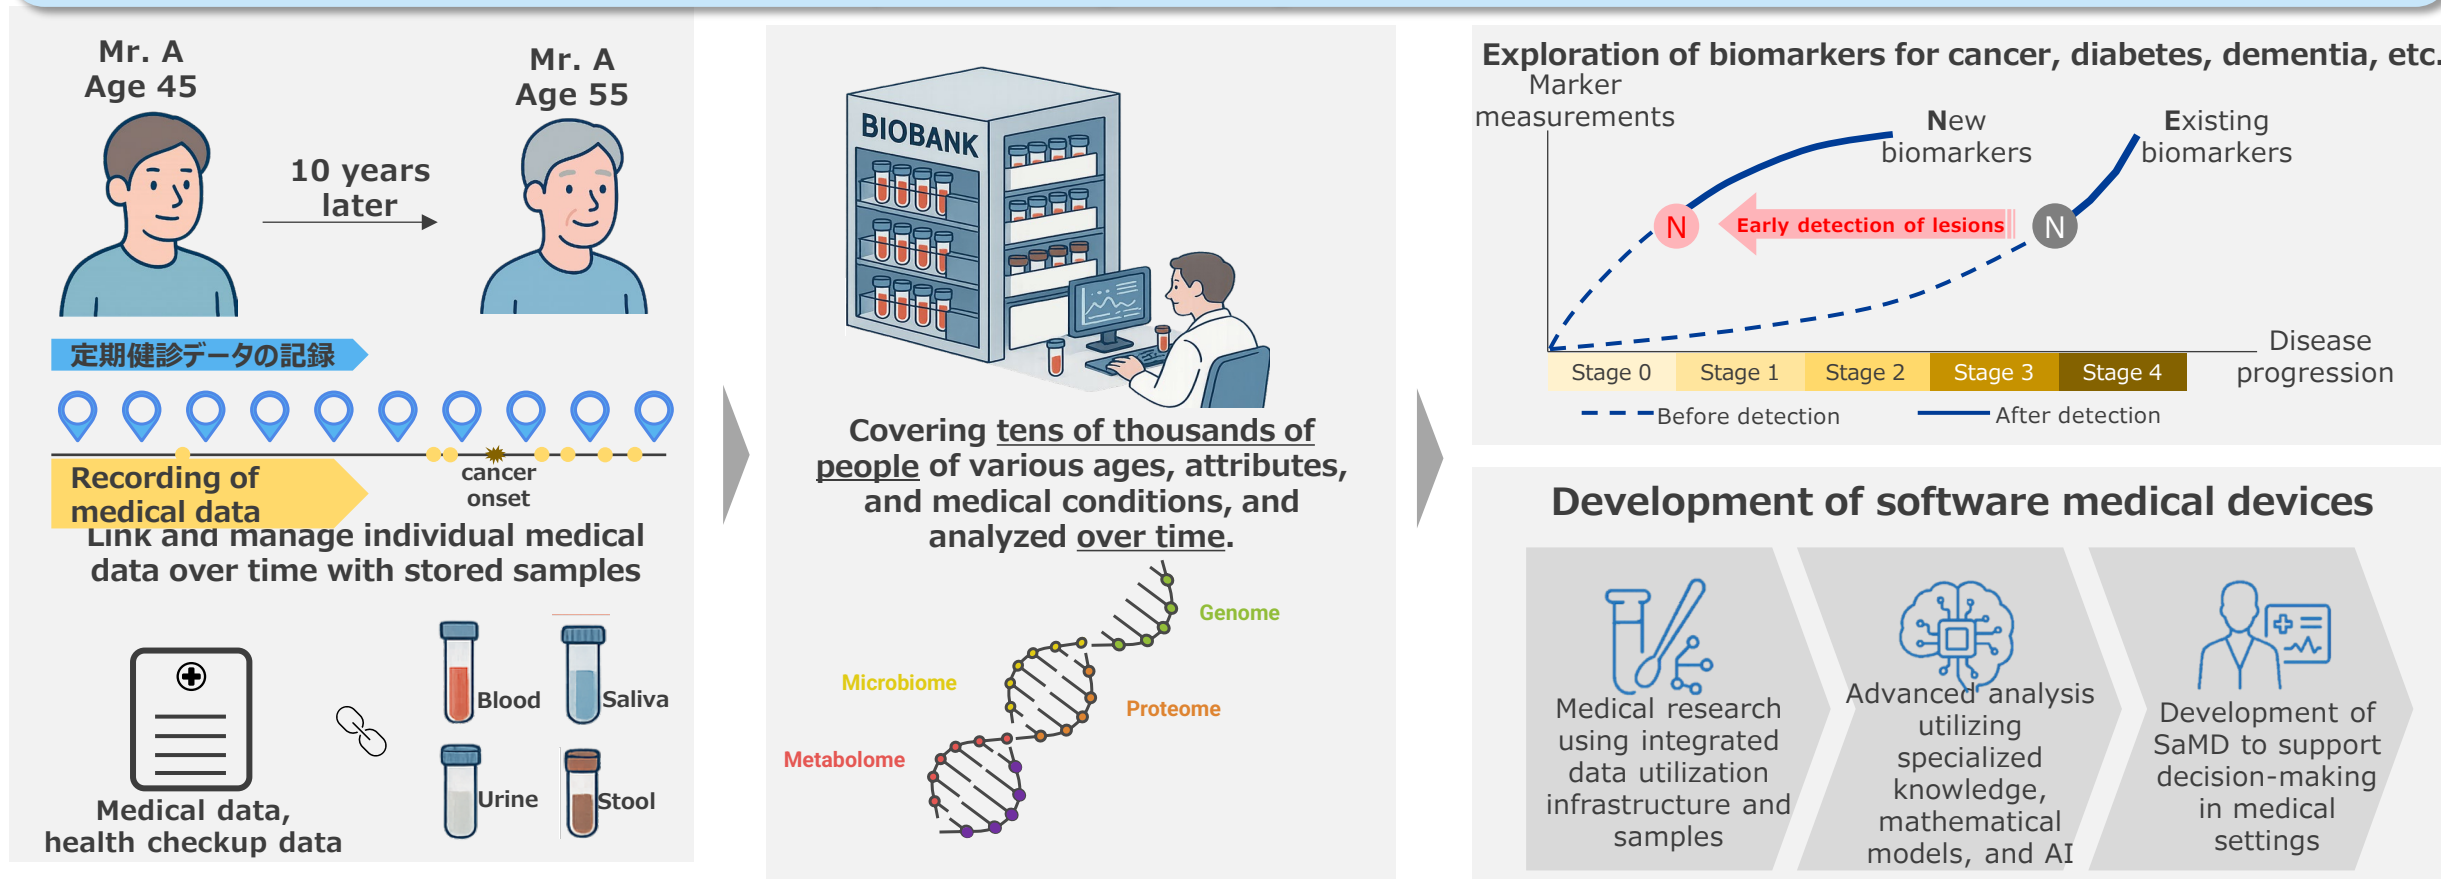 Mr. A
Age 45
10 years
later
Mr. A
Age 55
定期健診データの記録
Recording of
medical data
cancer
onset
Link and manage individual medical
data over time with stored samples
Blood
Saliva
Urine
Stool
Medical data,
health checkup data
BIOBANK
Covering tens of thousands of
people of various ages, attributes,
and medical conditions, and
analyzed over time.
Genome
Microbiome
Proteome
Metabolome
Exploration of biomarkers for cancer, diabetes, dementia, etc.
Marker
measurements
New
biomarkers
Existing
biomarkers
N
Early detection of lesions
N
Disease
progression
Stage 0
Stage 1
Stage 2
Stage 3
Stage 4
Before detection
After detection
Development of software medical devices
Medical research
using integrated
data utilization
infrastructure and
samples
Advanced analysis
utilizing
specialized
knowledge,
mathematical
models, and AI
Development of
SaMD to support
decision-making
in medical
settings